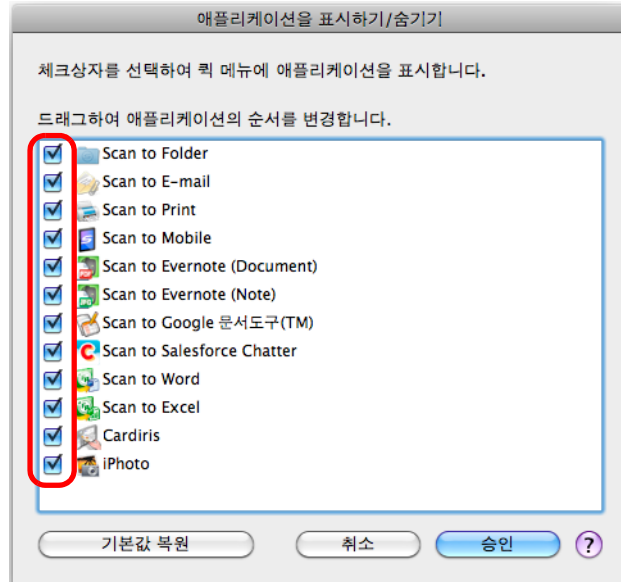 애플리케이션을 표시하기/숨기기
체크상자를 선택하여 퀵 메뉴에 애플리케이션을 표시합니다.
드래그하여 애플리케이션의 순서를 변경합니다.
Scan to Folder
Scan to E-mail
Scan to Print
Scan to Mobile
Scan to Evernote (Document)
Scan to Evernote (Note)
Scan to Google 문서도구(TM)
Scan to Salesforce Chatter
Scan to Word
Scan to Excel
Cardiris
iPhoto
기본값 복원 취소 승인 ?